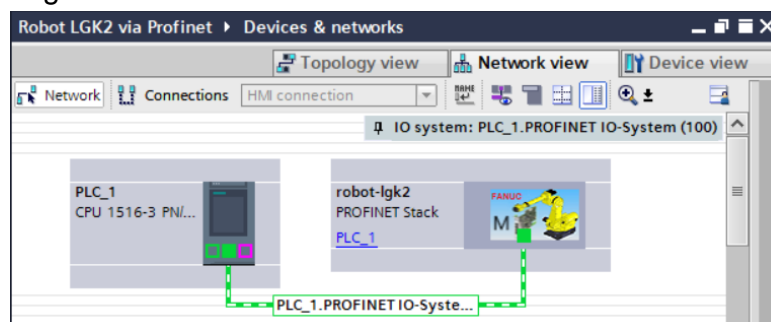 Robot LGK2 via Profinet ▸ Devices & networks
Topology view Network view Device view
Network Connections HMI connection
IO system: PLC_1.PROFINET IO-System (100)
PLC_1
CPU 1516-3 PN/...
robot-lgk2
PROFINET Stack
PLC_1
FANUC
M
PLC_1.PROFINET IO-Syste...